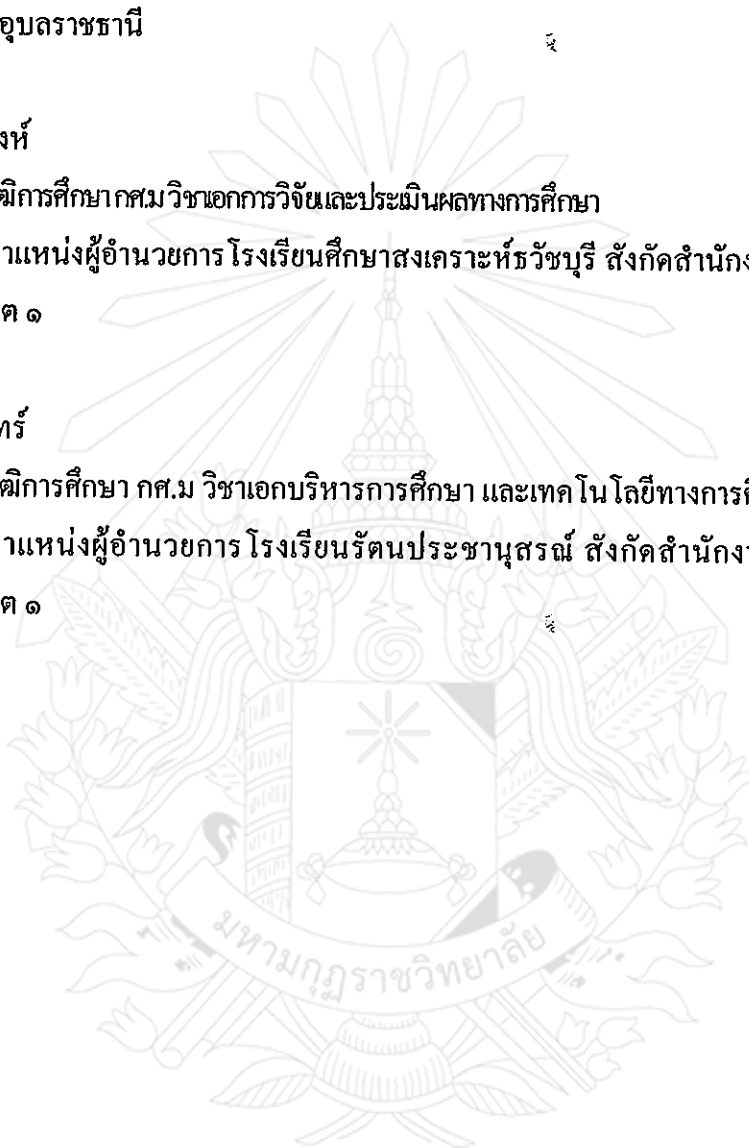 อุบลราชธานี
งห์
ฒิการศึกษา กศ.ม วิชาเอกการวิจัยและประเมินผลทางการศึกษา
าแหน่งผู้อำนวยการโรงเรียนศึกษาสงเคราะห์ธวัชบุรี สังกัดสำนักง
ต ๑
ทร์
ฒิการศึกษา กศ.ม วิชาเอกบริหารการศึกษา และเทคโนโลยีทางการศึ
าแหน่งผู้อำนวยการโรงเรียนรัตนประชานุสรณ์ สังกัดสำนักงา
ต ๑
มหามกุฏราชวิทยาลัย